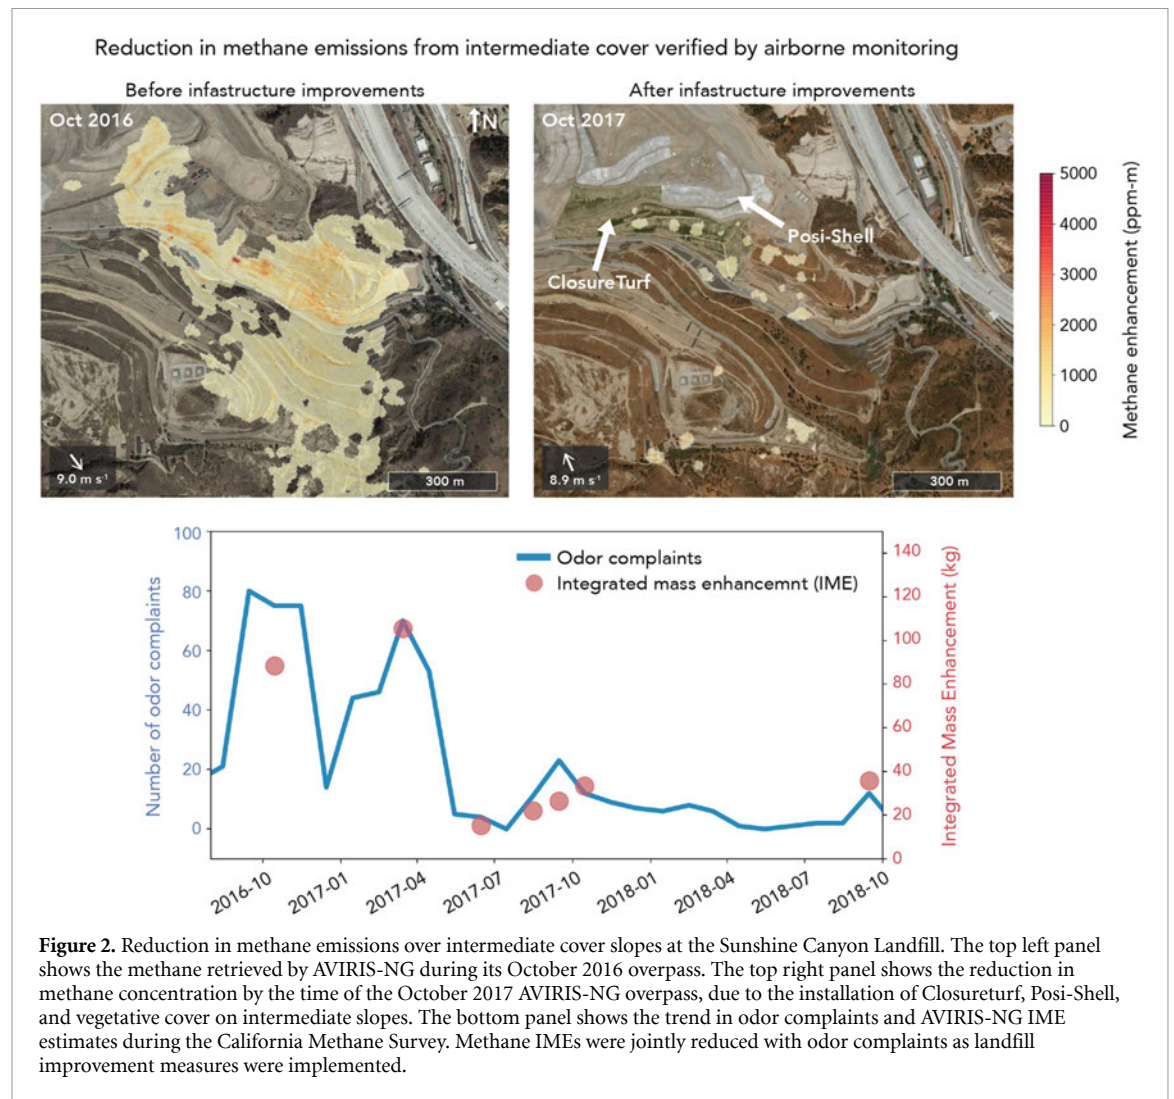 Reduction in methane emissions from intermediate cover verified by airborne monitoring
Before infastructure improvements
After infastructure improvements
Oct 2016
N
9.0 m s⁻¹
300 m
Oct 2017
Posi-Shell
ClosureTurf
8.9 m s⁻¹
300 m
5000
4000
3000
2000
1000
0
Methane enhancement (ppm-m)
100
80
60
40
20
0
Number of odor complaints
Odor complaints
Integrated mass enhancemnt (IME)
140
120
100
80
60
40
20
0
Integrated Mass Enhancement (kg)
2016-10
2017-01
2017-04
2017-07
2017-10
2018-01
2018-04
2018-07
2018-10
Figure 2. Reduction in methane emissions over intermediate cover slopes at the Sunshine Canyon Landfill. The top left panel
shows the methane retrieved by AVIRIS-NG during its October 2016 overpass. The top right panel shows the reduction in
methane concentration by the time of the October 2017 AVIRIS-NG overpass, due to the installation of Closureturf, Posi-Shell,
and vegetative cover on intermediate slopes. The bottom panel shows the trend in odor complaints and AVIRIS-NG IME
estimates during the California Methane Survey. Methane IMEs were jointly reduced with odor complaints as landfill
improvement measures were implemented.